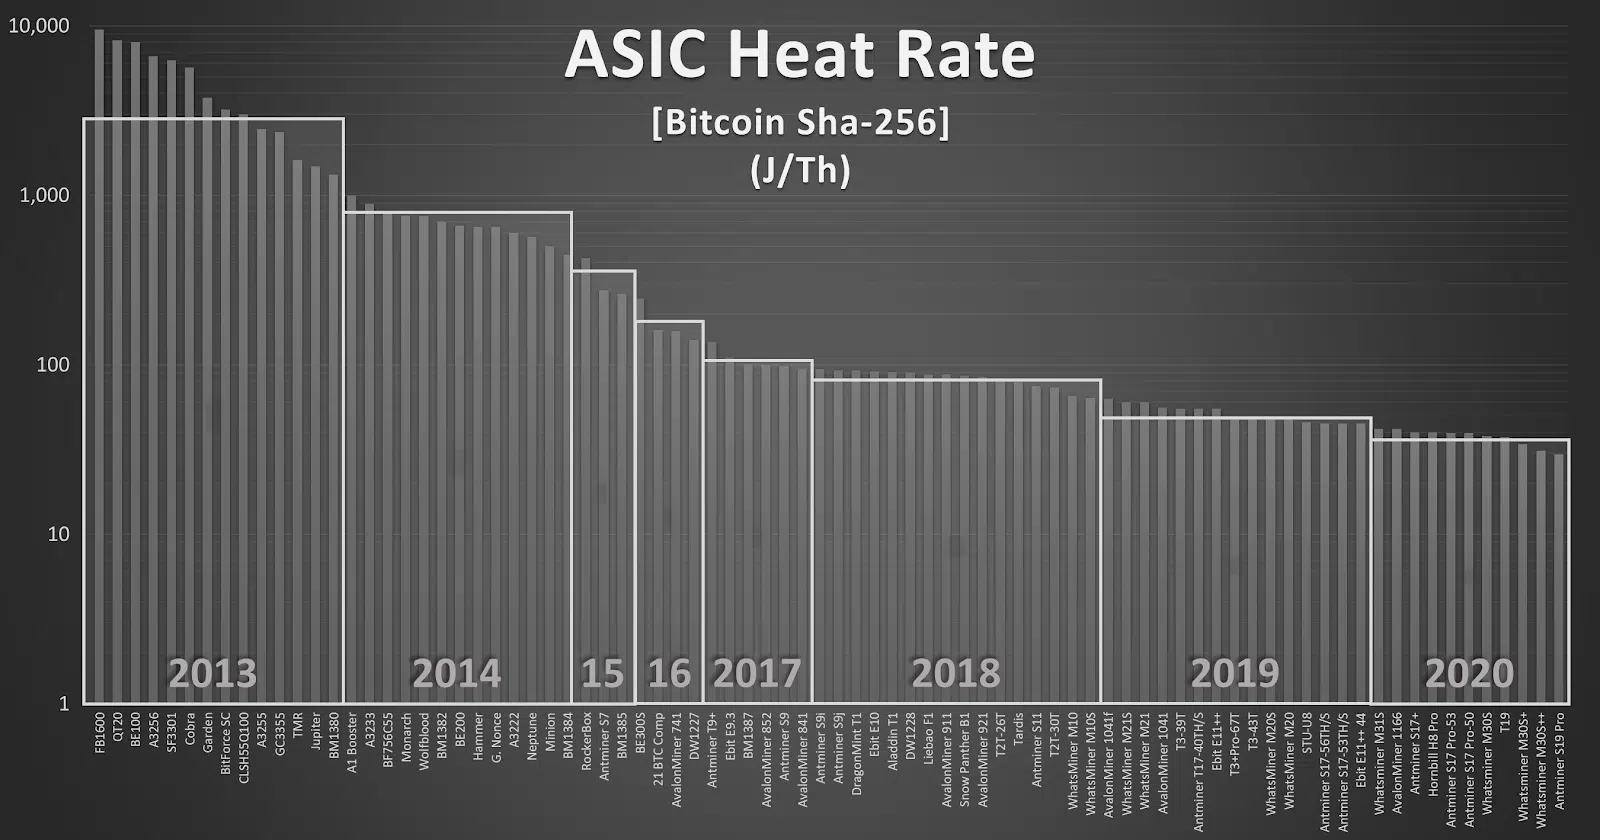 ASIC Heat Rate
[Bitcoin Sha-256]
(J/Th)
10,000
1,000
100
10
1
2013
2014
15
16
2017
2018
2019
2020
FB1600
QT20
BE100
A3256
SF3301
Cobra
Garden
BitForce SC
CLSH55Q100
A3255
GC3355
TMR
Jupiter
BM1380
A1 Booster
A3233
BF756C55
Monarch
Wolfblood
BM1382
BE200
Hammer
G. Nonce
A3222
Neptune
Minion
BM1384
RockerBox
Antminer S7
BM1385
BE300S
21 BTC Comp
AvalonMiner 741
DW1227
Antminer T9+
Ebit E9.3
BM1387
AvalonMiner 852
Antminer S9
AvalonMiner 841
Antminer S9i
Antminer S9j
DragonMint T1
Ebit E10
Aladdin T1
DW1228
Liebao F1
AvalonMiner 911
Snow Panther B1
AvalonMiner 921
T2T-26T
Tardis
Antminer S11
T2T-30T
WhatsMiner M10
WhatsMiner M10S
AvalonMiner 1041f
WhatsMiner M21S
WhatsMiner M21
AvalonMiner 1041
T3-39T
Antminer T17-40TH/S
Ebit E11++
T3+Pro-67T
T3-43T
WhatsMiner M20S
WhatsMiner M20
STU-U8
Antminer S17-56TH/S
Antminer S17-53TH/S
Ebit E11++ 44
Whatsminer M31S
AvalonMiner 1166
Antminer S17+
Hornbill H8 Pro
Antminer S17 Pro-53
Antminer S17 Pro-50
Whatsminer M30S
T19
Whatsminer M30S+
Whatsminer M30S++
Antminer S19 Pro